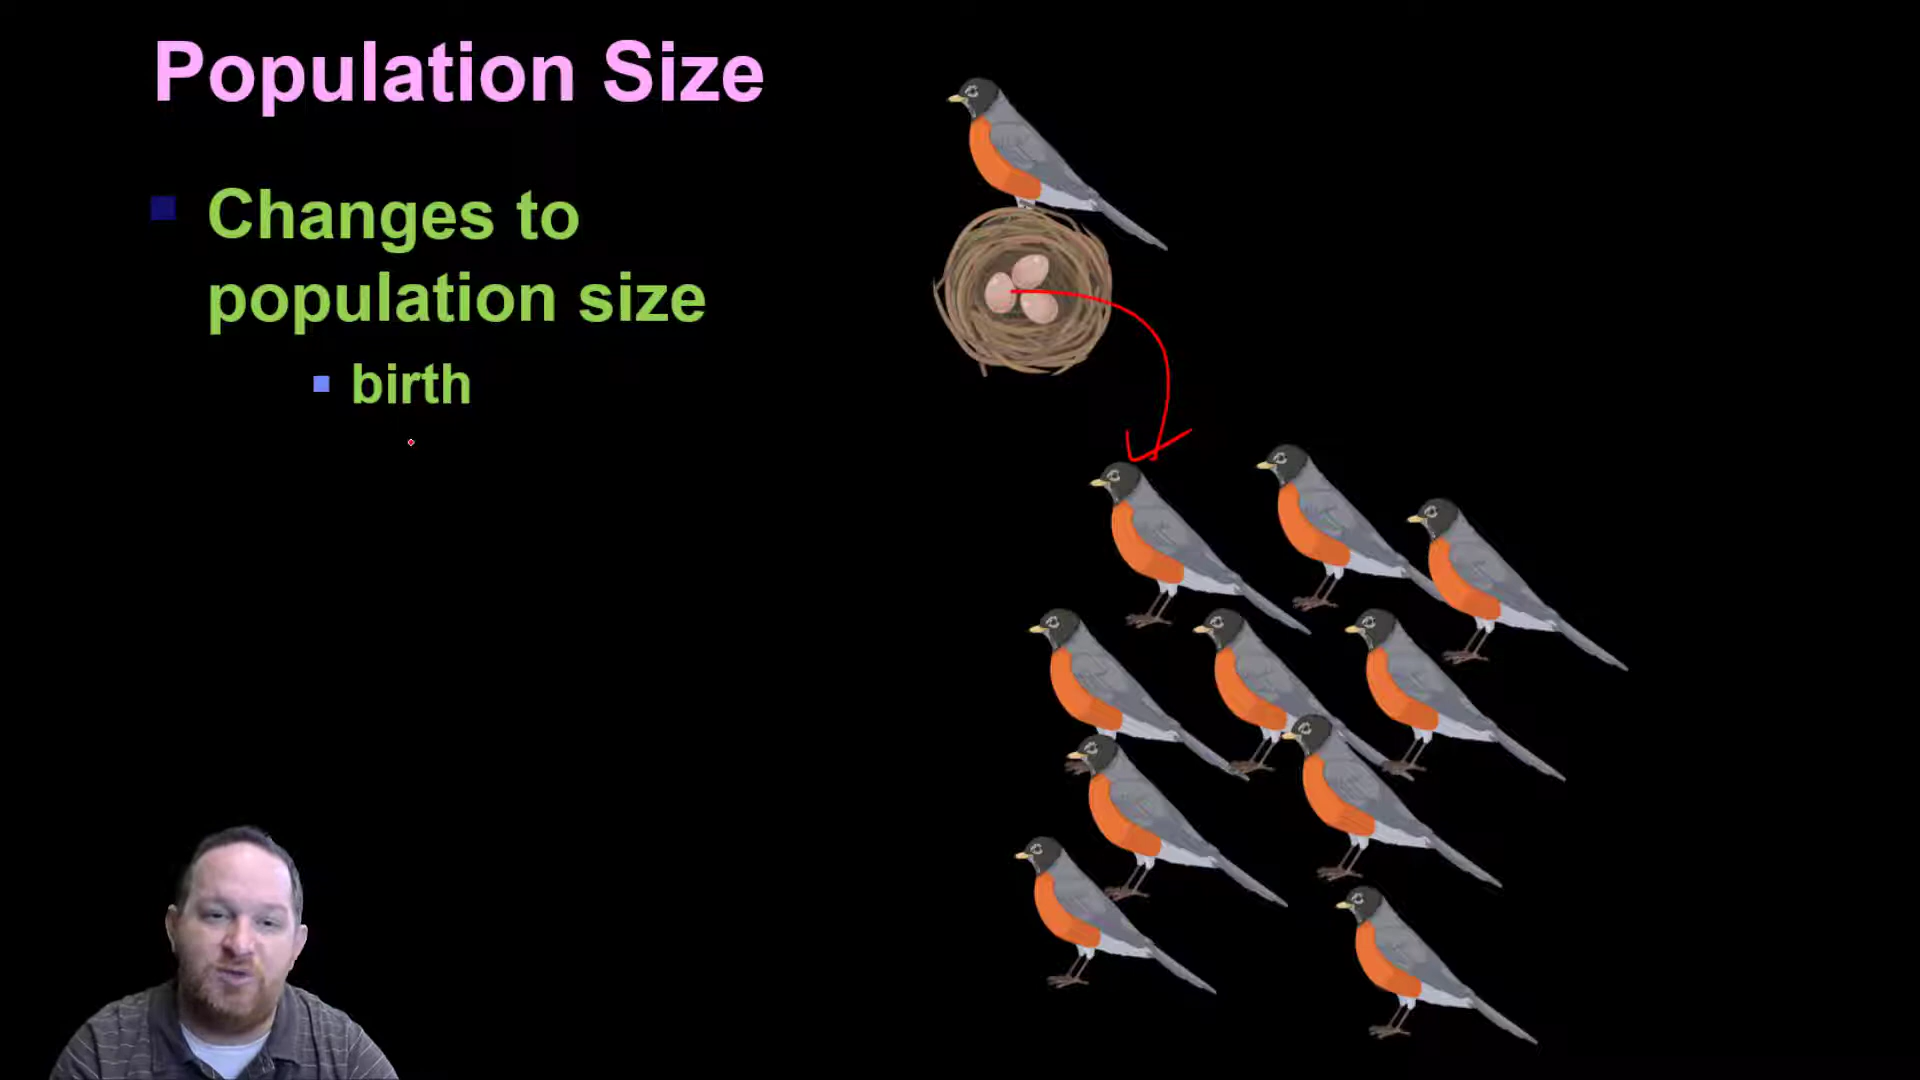 Population Size
Changes to
population size
birth